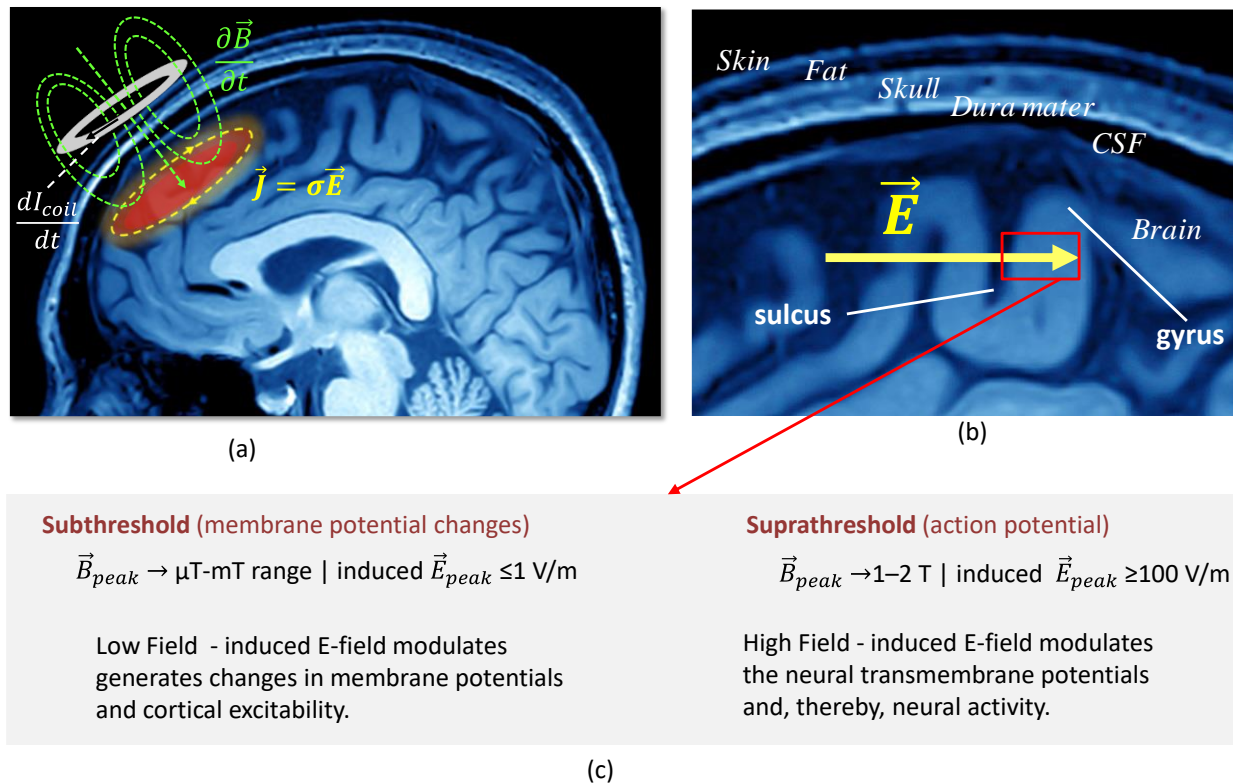 ∂B⃗/∂t
J⃗ = σE⃗
dI_coil/dt
(a)
Skin
Fat
Skull
Dura mater
CSF
E⃗
Brain
sulcus
gyrus
(b)
Subthreshold (membrane potential changes)
B⃗_peak → µT-mT range | induced E⃗_peak ≤1 V/m
Low Field - induced E-field modulates
generates changes in membrane potentials
and cortical excitability.
Suprathreshold (action potential)
B⃗_peak →1–2 T | induced E⃗_peak ≥100 V/m
High Field - induced E-field modulates
the neural transmembrane potentials
and, thereby, neural activity.
(c)